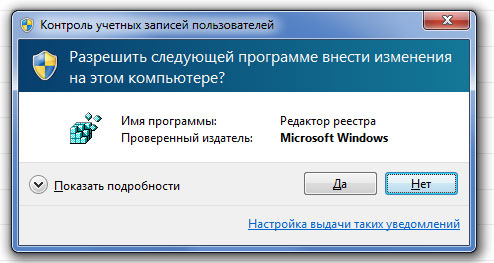 Контроль учетных записей пользователей
Разрешить следующей программе внести изменения
на этом компьютере?
Имя программы: Редактор реестра
Проверенный издатель: Microsoft Windows
Показать подробности
Да
Нет
Настройка выдачи таких уведомлений